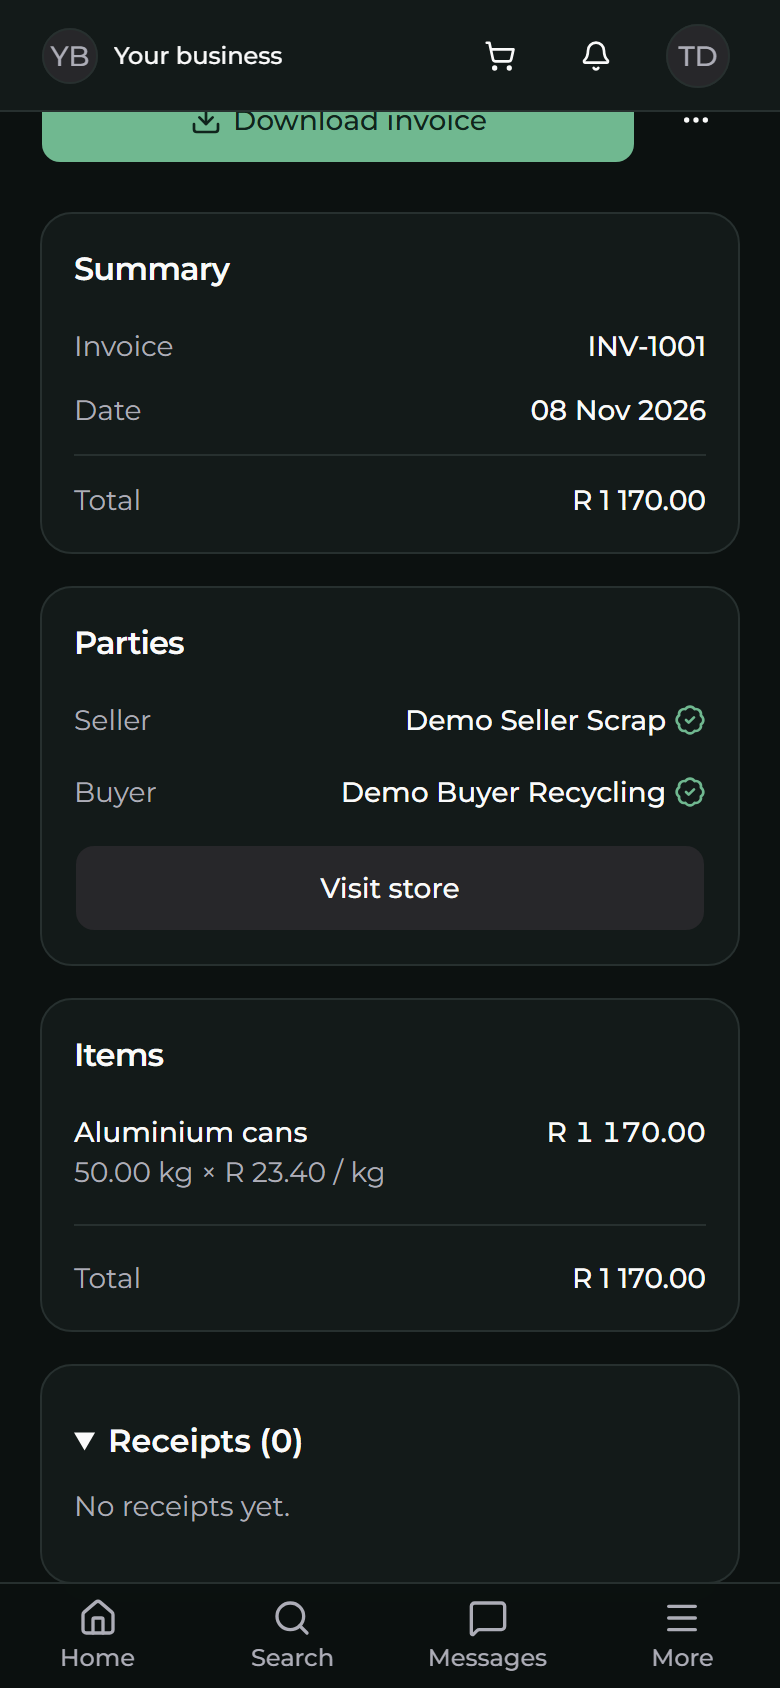 YB Your business TD
Download invoice
Summary
Invoice INV-1001
Date 08 Nov 2026
Total R 1 170.00
Parties
Seller Demo Seller Scrap
Buyer Demo Buyer Recycling
Visit store
Items
Aluminium cans R 1 170.00
50.00 kg × R 23.40 / kg
Total R 1 170.00
Receipts (0)
No receipts yet.
Home Search Messages More